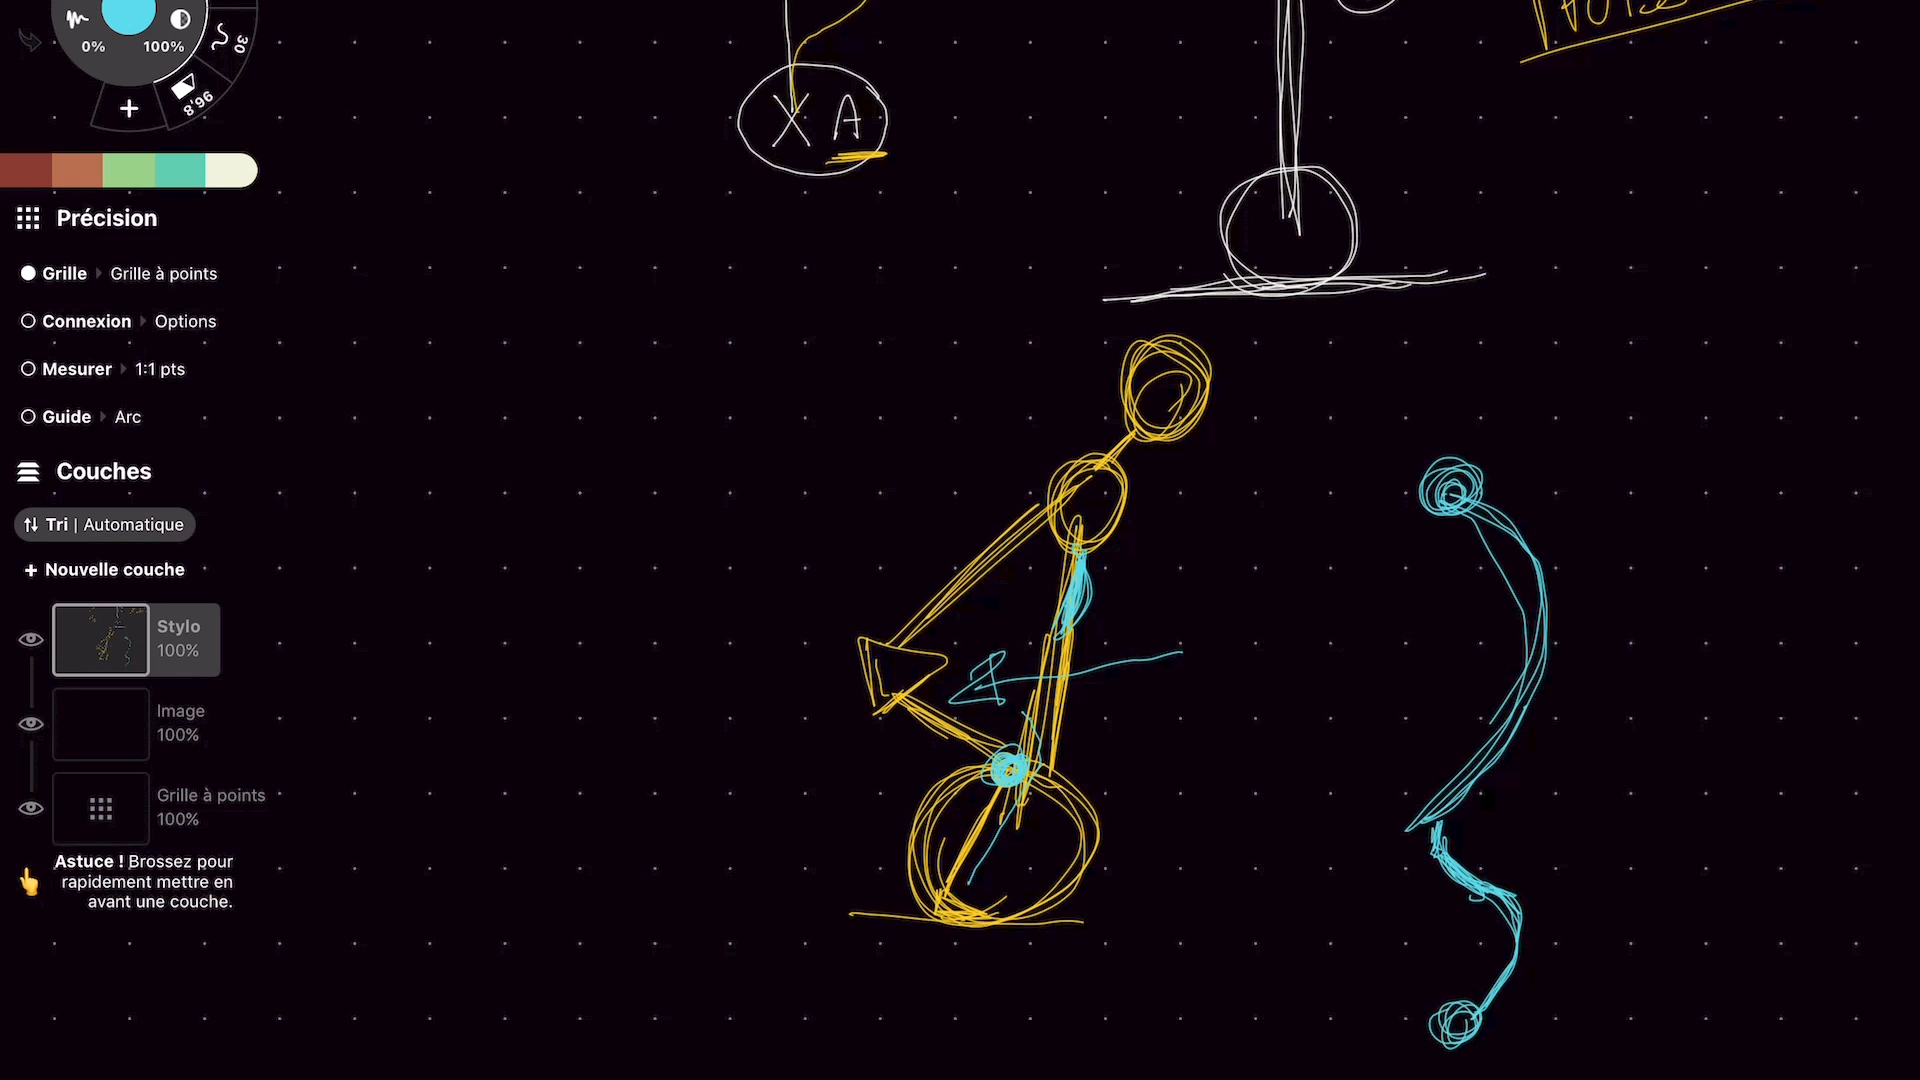 0%
100%
30
96,8
+
X A
Précision
Grille Grille à points
Connexion Options
Mesurer 1:1 pts
Guide Arc
Couches
Tri | Automatique
+ Nouvelle couche
Stylo
100%
Image
100%
Grille à points
100%
Astuce ! Brossez pour
rapidement mettre en
avant une couche.